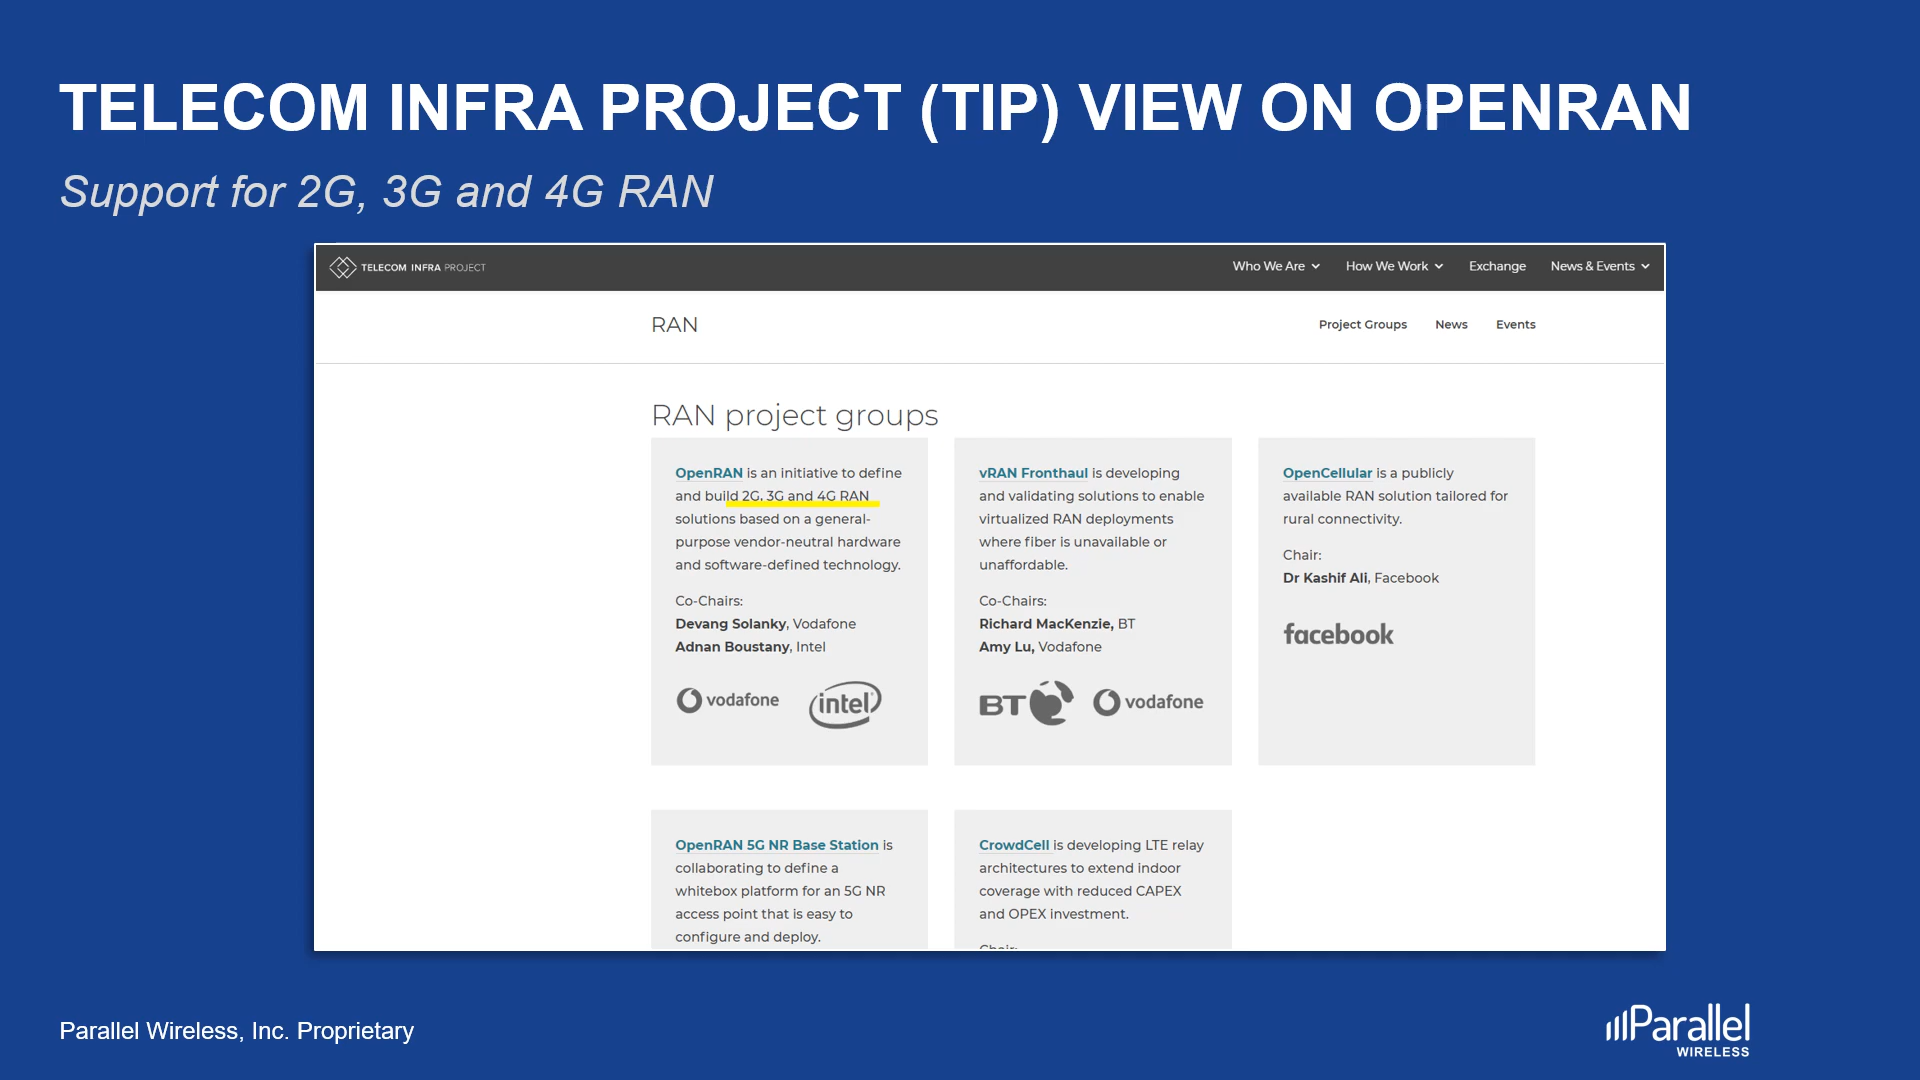 TELECOM INFRA PROJECT (TIP) VIEW ON OPENRAN
Support for 2G, 3G and 4G RAN
TELECOM INFRA PROJECT
Who We Are
How We Work
Exchange
News & Events
RAN
Project Groups
News
Events
RAN project groups
OpenRAN is an initiative to define
and build 2G, 3G and 4G RAN
solutions based on a general-
purpose vendor-neutral hardware
and software-defined technology.
Co-Chairs:
Devang Solanky, Vodafone
Adnan Boustany, Intel
vodafone
intel
vRAN Fronthaul is developing
and validating solutions to enable
virtualized RAN deployments
where fiber is unavailable or
unaffordable.
Co-Chairs:
Richard MacKenzie, BT
Amy Lu, Vodafone
BT
vodafone
OpenCellular is a publicly
available RAN solution tailored for
rural connectivity.
Chair:
Dr Kashif Ali, Facebook
facebook
OpenRAN 5G NR Base Station is
collaborating to define a
whitebox platform for an 5G NR
access point that is easy to
configure and deploy.
CrowdCell is developing LTE relay
architectures to extend indoor
coverage with reduced CAPEX
and OPEX investment.
Chair:
Parallel Wireless, Inc. Proprietary
Parallel
WIRELESS